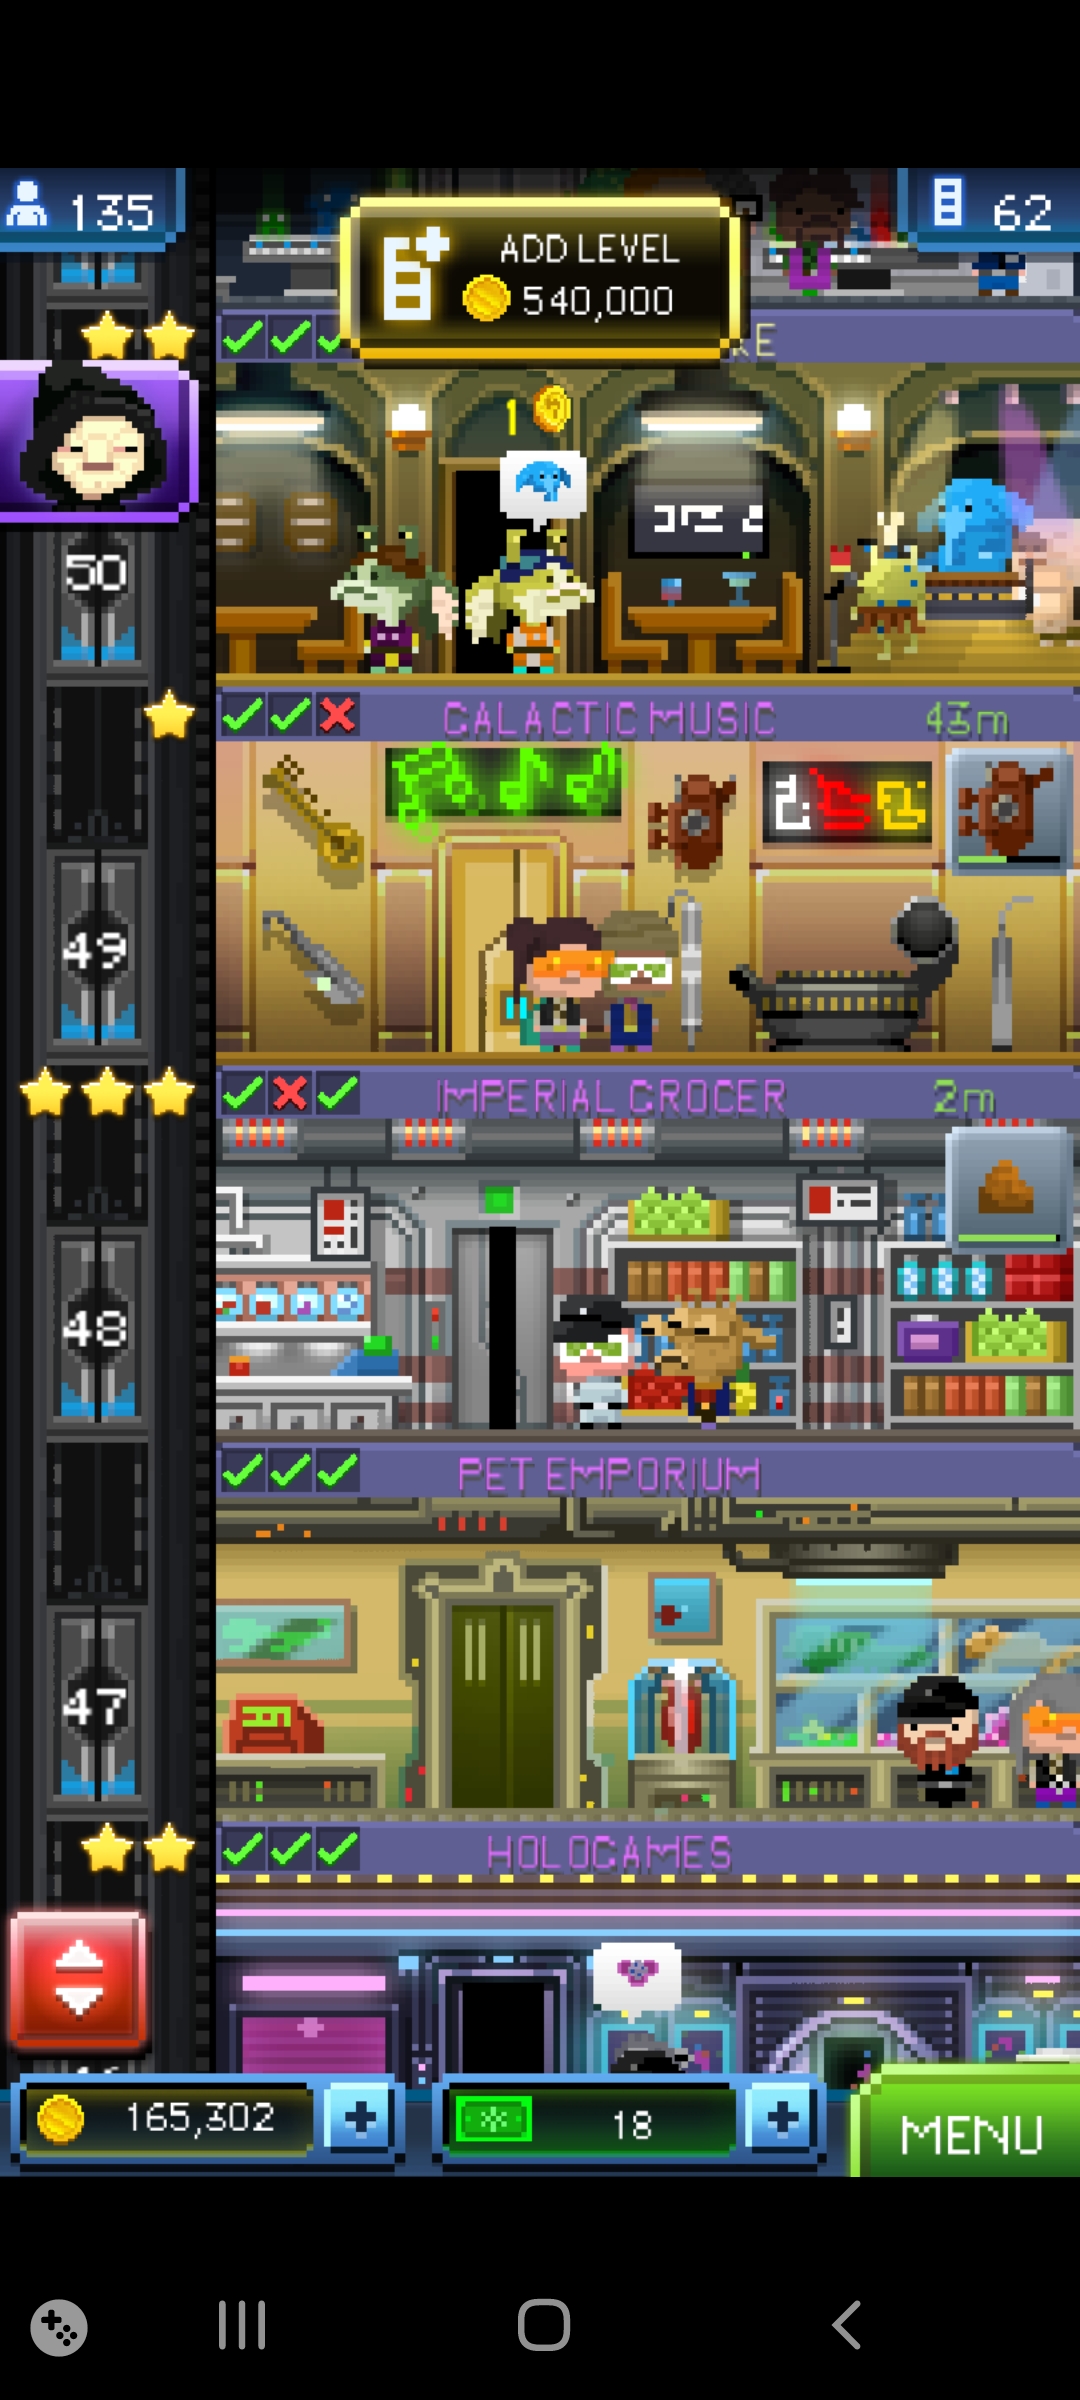 135
62
ADD LEVEL
540,000
KE
1
50
GALACTIC MUSIC
43m
49
IMPERIAL GROCER
2m
48
PET EMPORIUM
47
HOLOGAMES
165,302
18
MENU